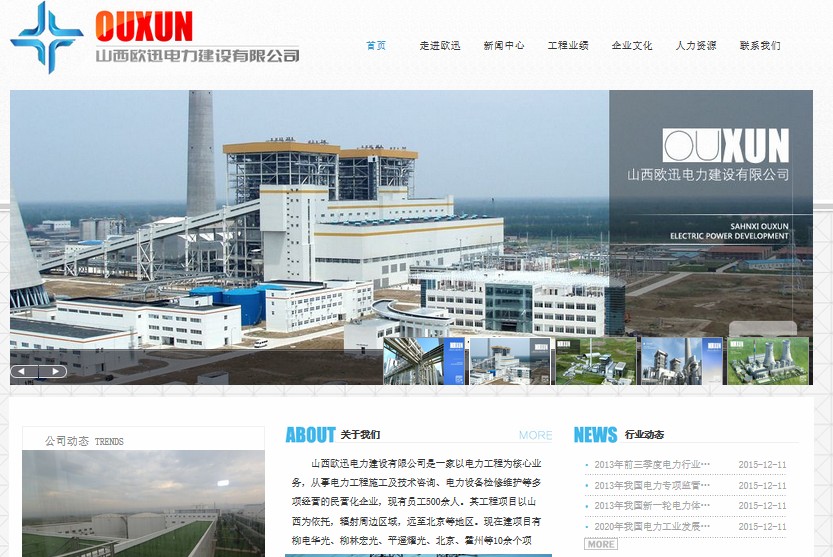 OUXUN
山西欧迅电力建设有限公司
首页 走进欧迅 新闻中心 工程业绩 企业文化 人力资源 联系我们
OUXUN
山西欧迅电力建设有限公司
SAHNXI OUXUN
ELECTRIC POWER DEVELOPMENT
公司动态 TRENDS
ABOUT 关于我们 MORE
山西欧迅电力建设有限公司是一家以电力工程为核心业
务，从事电力工程施工及技术咨询、电力设备检修维护等多
项经营的民营化企业，现有员工500余人。其工程项目以山
西为依托，辐射周边区域，远至北京等地区。现在建项目有
柳电华光、柳林宏光、平遥耀光、北京、霍州等10余个项
NEWS 行业动态
2013年前三季度电力行业… 2015-12-11
2013年我国电力专项监管… 2015-12-11
2013年我国新一轮电力体… 2015-12-11
2020年我国电力工业发展… 2015-12-11
MORE